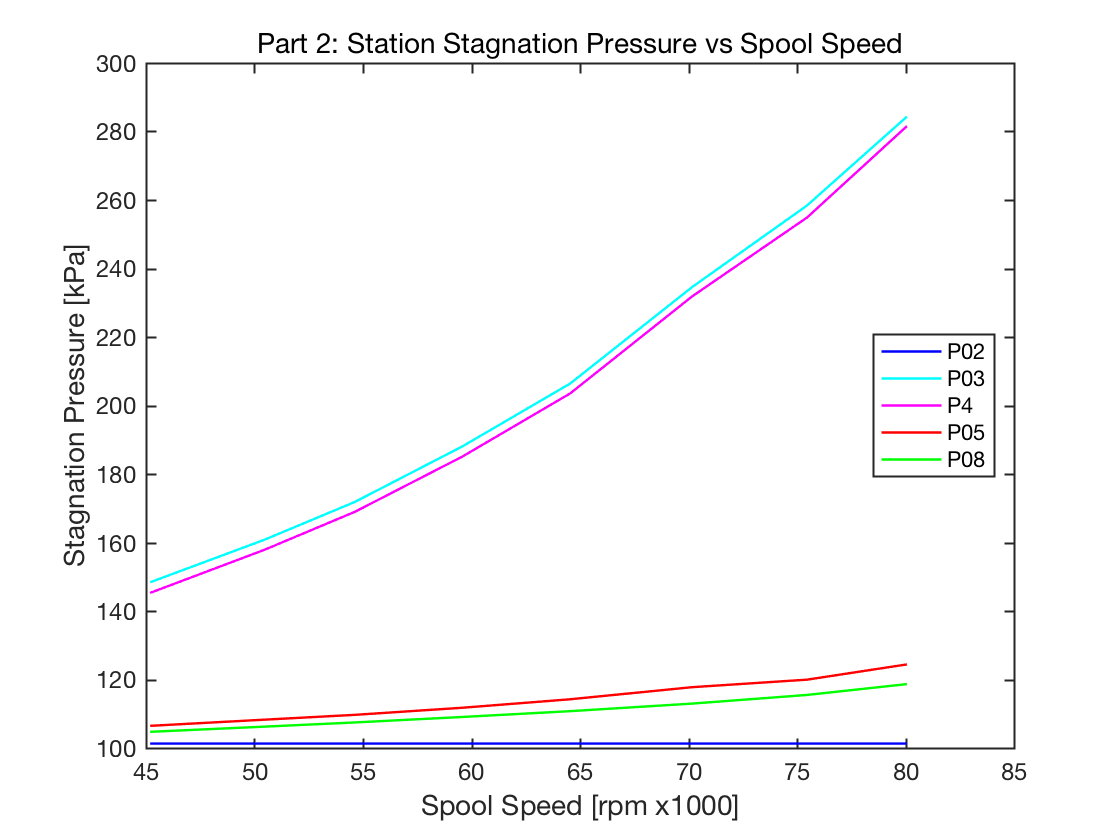 Part 2: Station Stagnation Pressure vs Spool Speed
300
280
260
240
220
200
180
160
140
120
100
Stagnation Pressure [kPa]
P02
P03
P4
P05
P08
45 50 55 60 65 70 75 80 85
Spool Speed [rpm x1000]